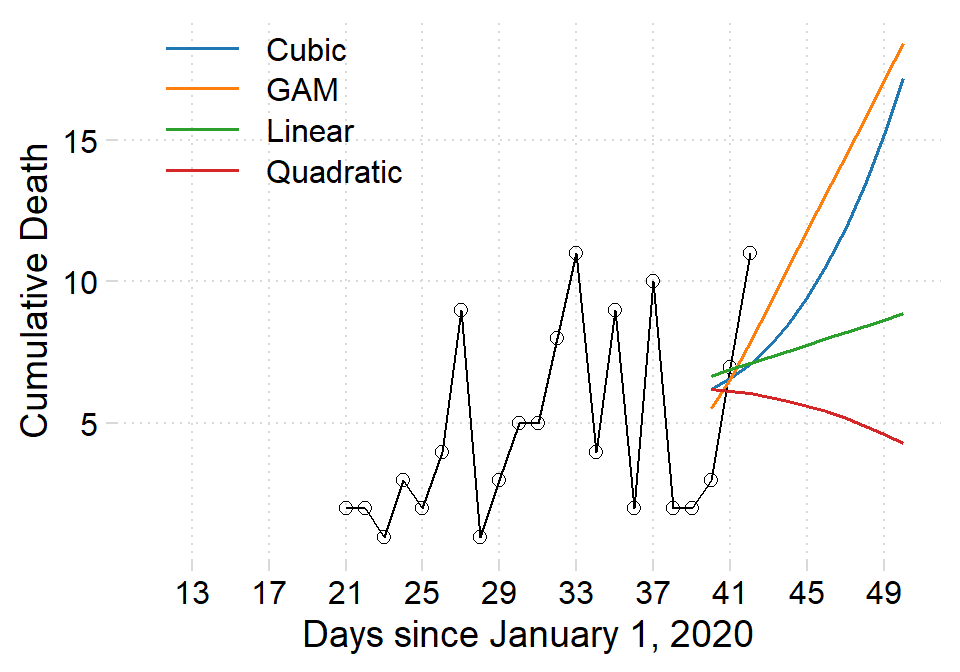 Cubic
GAM
Linear
Quadratic
Cumulative Death
15
10
5
13 17 21 25 29 33 37 41 45 49
Days since January 1, 2020